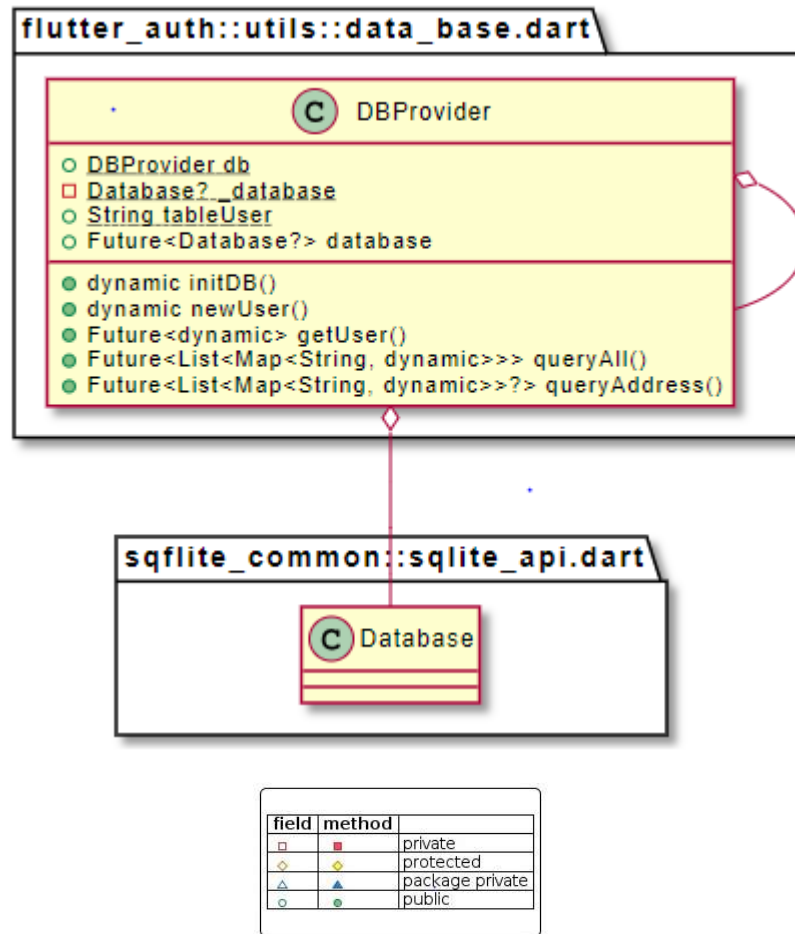 flutter_auth::utils::data_base.dart
C DBProvider
DBProvider db
Database? _database
String tableUser
Future<Database?> database
dynamic initDB()
dynamic newUser()
Future<dynamic> getUser()
Future<List<Map<String, dynamic>>> queryAll()
Future<List<Map<String, dynamic>>?> queryAddress()
sqflite_common::sqlite_api.dart
C Database
field method
private
protected
package private
public